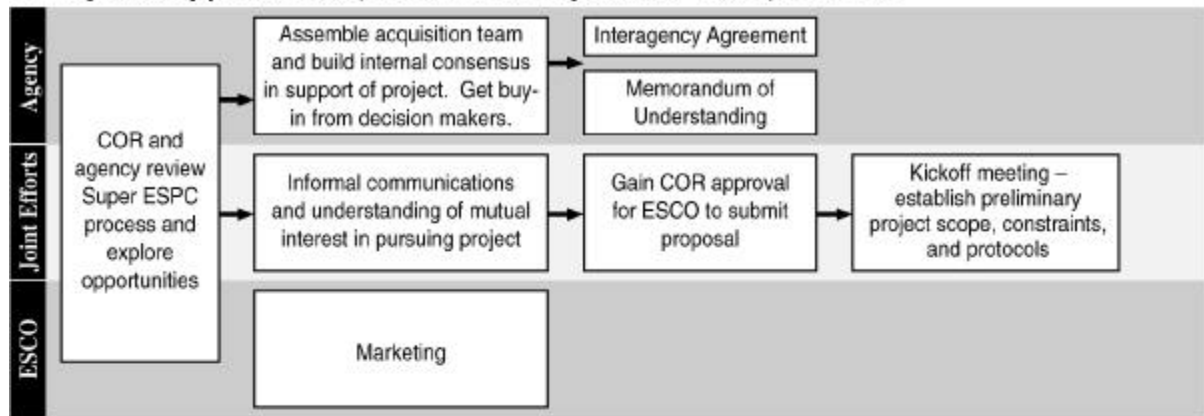 Agency
Joint Efforts
ESCO
COR and
agency review
Super ESPC
process and
explore
opportunities
Assemble acquisition team
and build internal consensus
in support of project. Get buy-
in from decision makers.
Interagency Agreement
Memorandum of
Understanding
Informal communications
and understanding of mutual
interest in pursuing project
Gain COR approval
for ESCO to submit
proposal
Kickoff meeting –
establish preliminary
project scope, constraints,
and protocols
Marketing